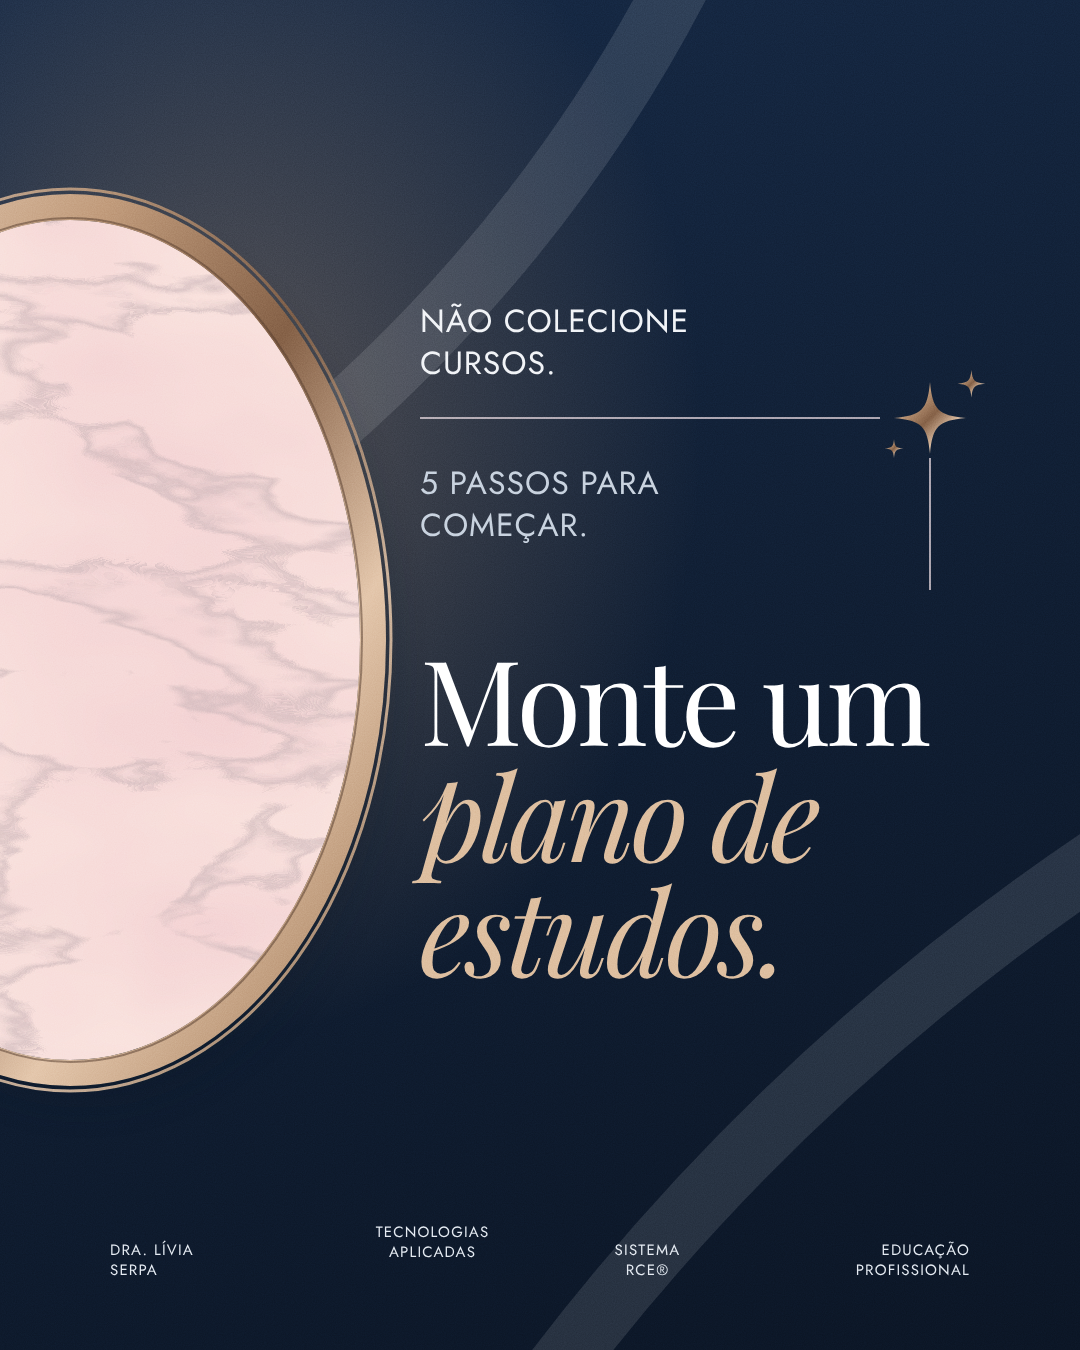 NÃO COLECIONE
CURSOS.
5 PASSOS PARA
COMEÇAR.
Monte um
plano de
estudos.
DRA. LÍVIA
SERPA
TECNOLOGIAS
APLICADAS
SISTEMA
RCE®
EDUCAÇÃO
PROFISSIONAL